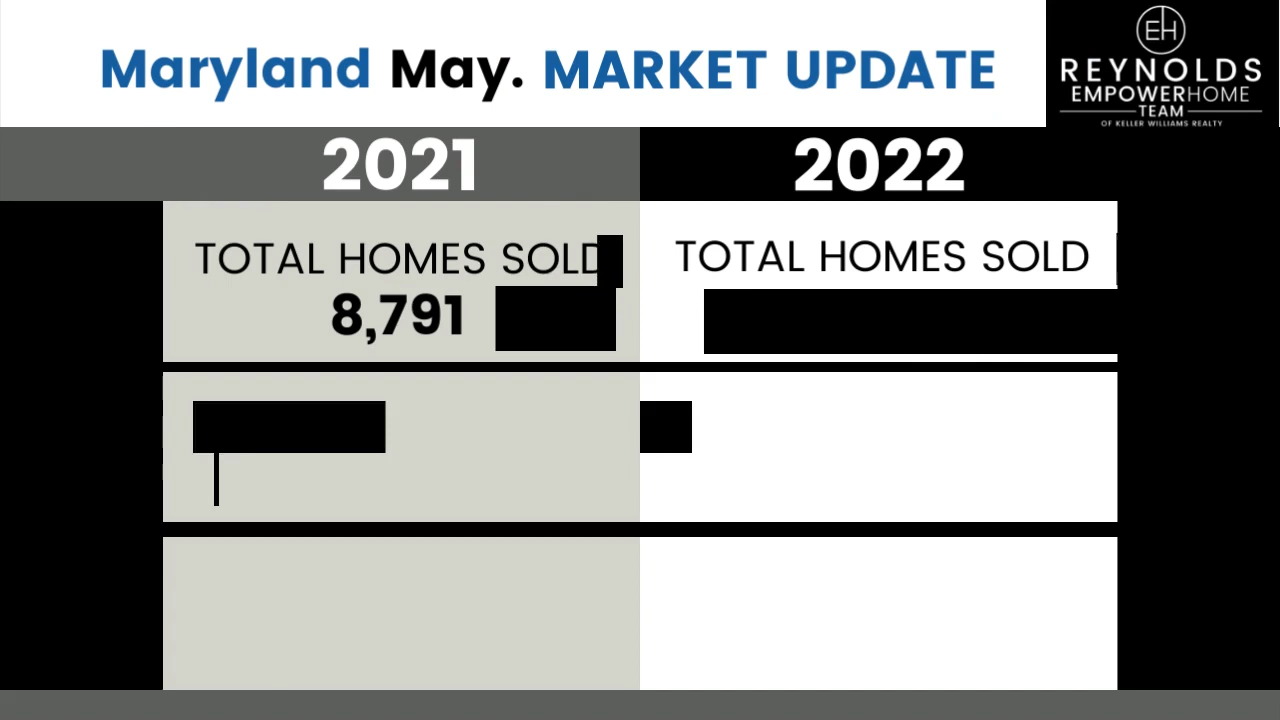 Maryland May. MARKET UPDATE
EH
REYNOLDS
EMPOWERHOME
TEAM
OF KELLER WILLIAMS REALTY
2021
2022
TOTAL HOMES SOLD
8,791
TOTAL HOMES SOLD